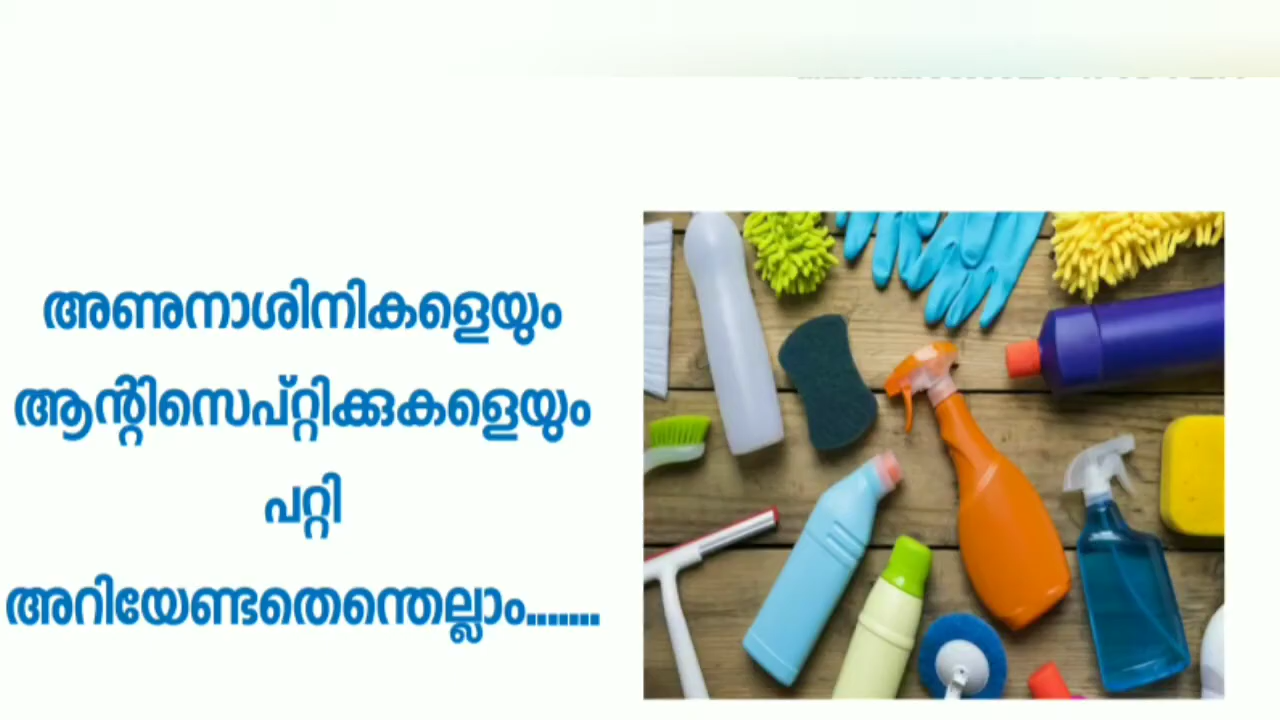 അണുനാശിനികളെയും
ആന്റിസെപ്റ്റിക്കുകളെയും
പറ്റി
അറിയേണ്ടതെന്തെല്ലാം.......